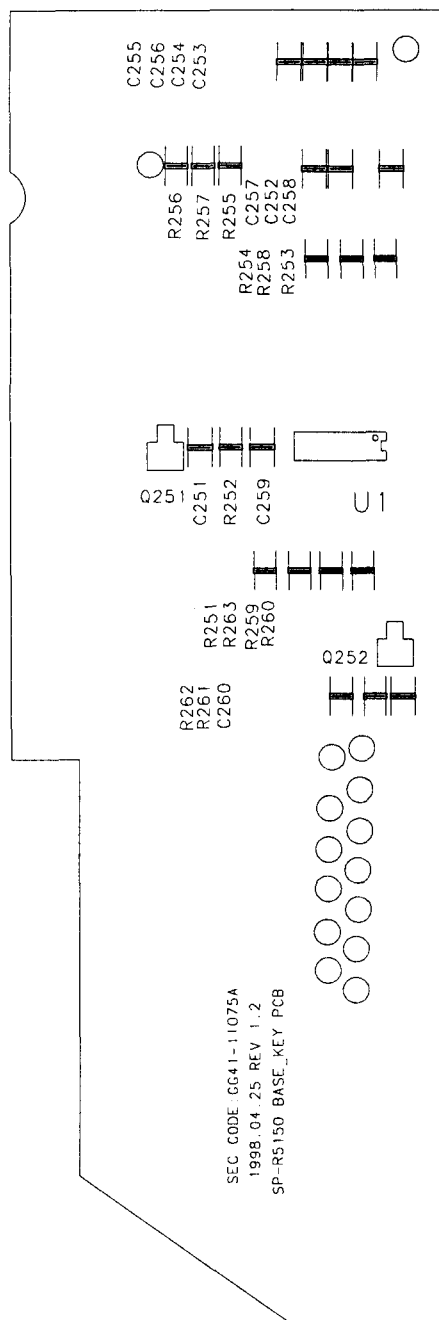 C255
C256
C254
C253
R256
R257
R255
C257
C252
C258
R254
R258
R253
Q251
C251
R252
C259
U1
R251
R263
R259
R260
Q252
R262
R261
C260
SEC CODE:GG41-11075A
1998.04.25 REV 1.2
SP-R5150 BASE_KEY PCB